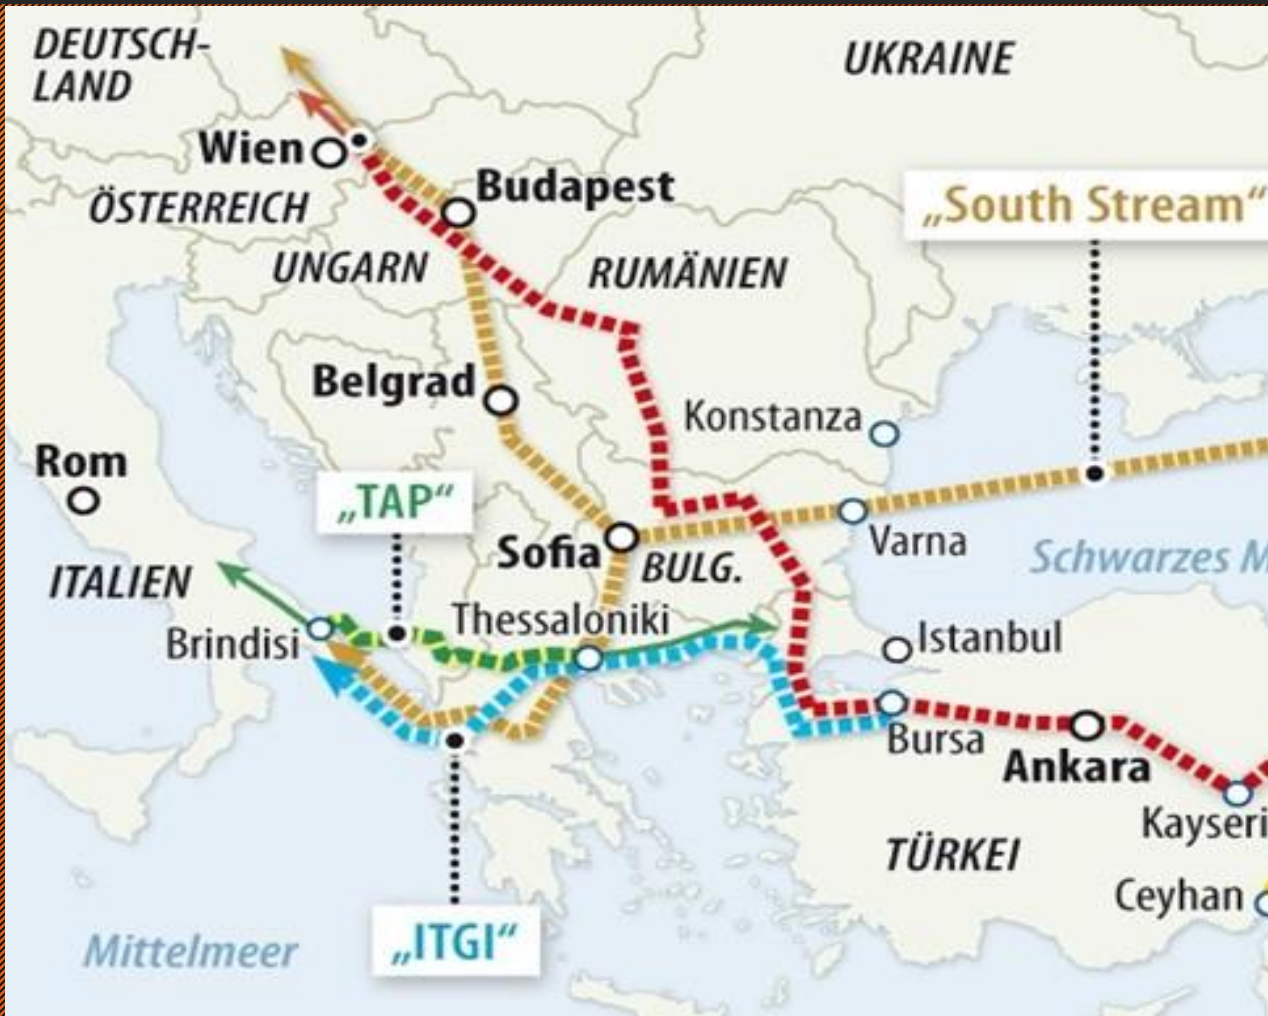 DEUTSCH-
LAND
UKRAINE
Wien
Budapest
ÖSTERREICH
„South Stream“
UNGARN
RUMÄNIEN
Belgrad
Konstanza
Rom
„TAP“
Varna
Sofia
BULG.
Schwarzes M
ITALIEN
Thessaloniki
Brindisi
Istanbul
Bursa
Ankara
Kayseri
TÜRKEI
Ceyhan
„ITGI“
Mittelmeer